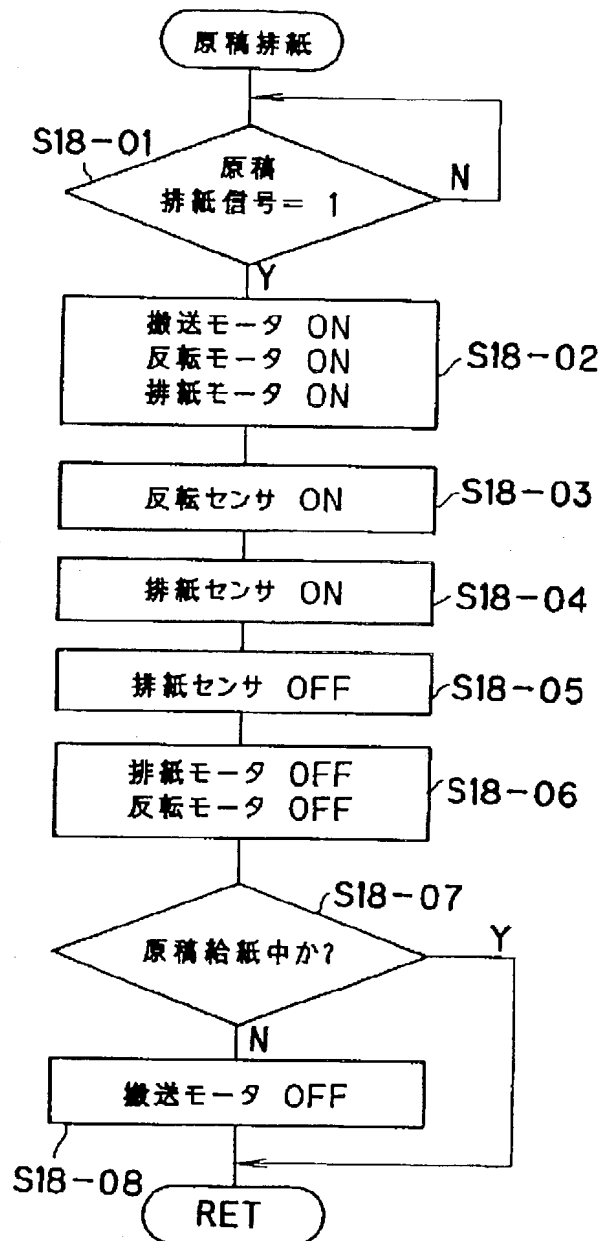 原稿排紙
S18-01
原稿
排紙信号= 1
N
Y
搬送モータ ON
反転モータ ON
排紙モータ ON
S18-02
反転センサ ON
S18-03
排紙センサ ON
S18-04
排紙センサ OFF
S18-05
排紙モータ OFF
反転モータ OFF
S18-06
S18-07
原稿給紙中か?
Y
N
搬送モータ OFF
S18-08
RET